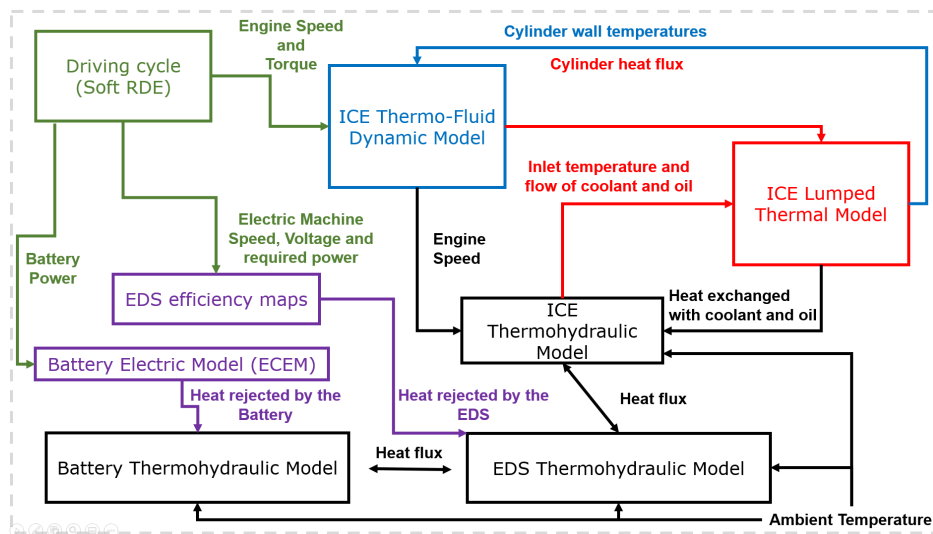 Engine Speed
and
Torque
Cylinder wall temperatures
Cylinder heat flux
Driving cycle
(Soft RDE)
ICE Thermo-Fluid
Dynamic Model
Inlet temperature and
flow of coolant and oil
ICE Lumped
Thermal Model
Electric Machine
Speed, Voltage and
required power
Battery
Power
Engine
Speed
EDS efficiency maps
Heat exchanged
with coolant and oil
ICE
Thermohydraulic
Model
Battery Electric Model (ECEM)
Heat rejected by the
Battery
Heat rejected by the
EDS
Heat flux
Heat flux
Battery Thermohydraulic Model
EDS Thermohydraulic Model
Ambient Temperature